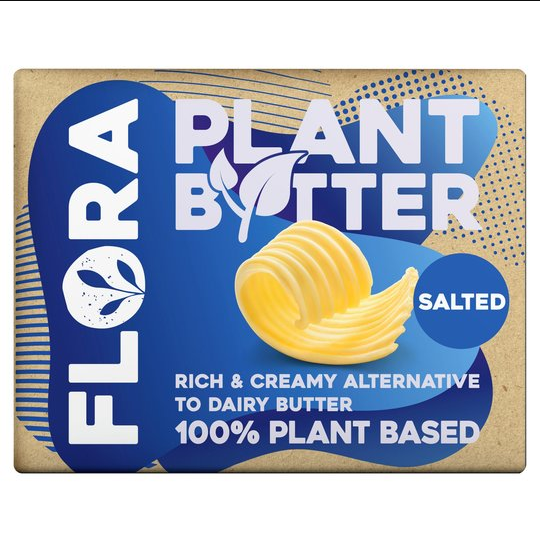 FLORA
PLANT
BUTTER
SALTED
RICH & CREAMY ALTERNATIVE
TO DAIRY BUTTER
100% PLANT BASED